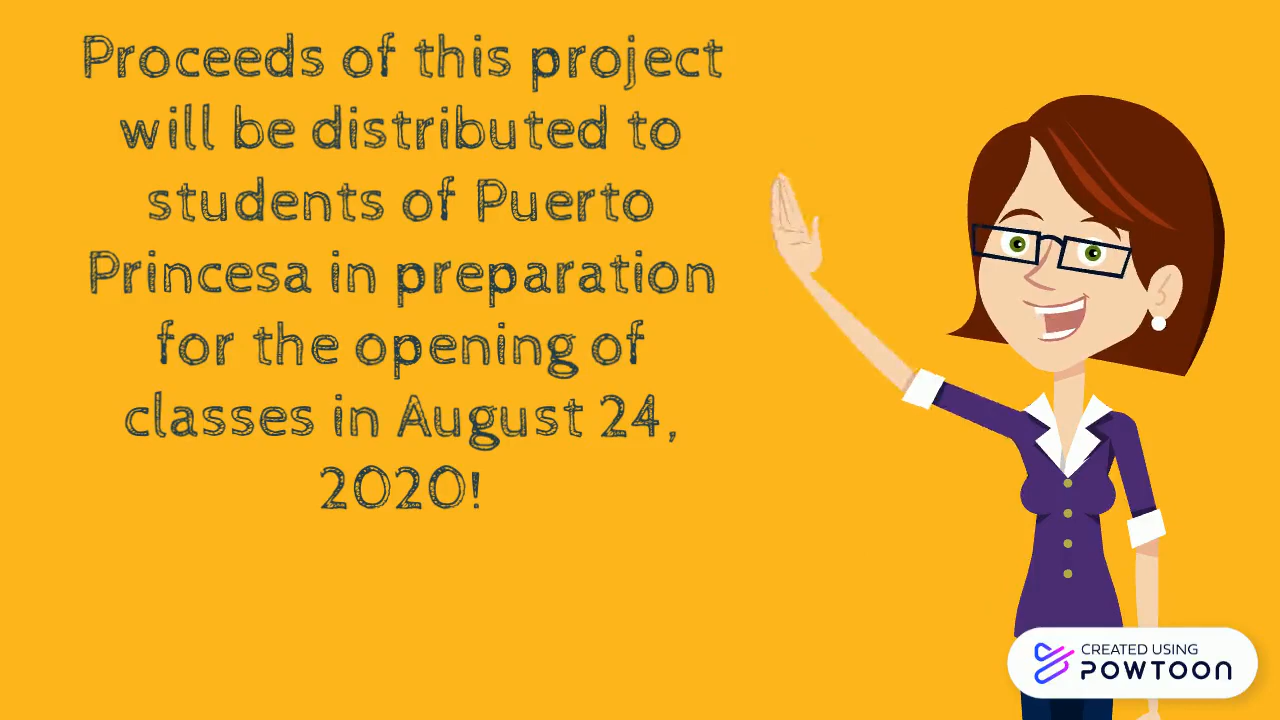 Proceeds of this project
will be distributed to
students of Puerto
Princesa in preparation
for the opening of
classes in August 24,
2020!
CREATED USING
POWTOON